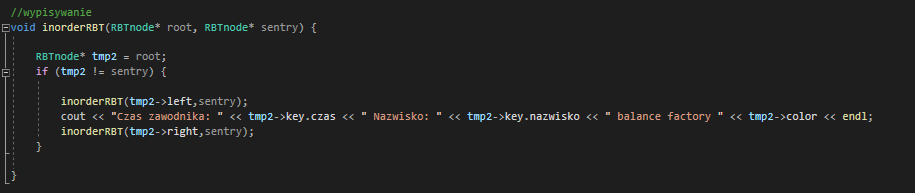 //wypisywanie
void inorderRBT(RBTnode* root, RBTnode* sentry) {
RBTnode* tmp2 = root;
if (tmp2 != sentry) {
inorderRBT(tmp2->left,sentry);
cout << "Czas zawodnika: " << tmp2->key.czas << " Nazwisko: " << tmp2->key.nazwisko << " balance factory " << tmp2->color << endl;
inorderRBT(tmp2->right,sentry);
}
}